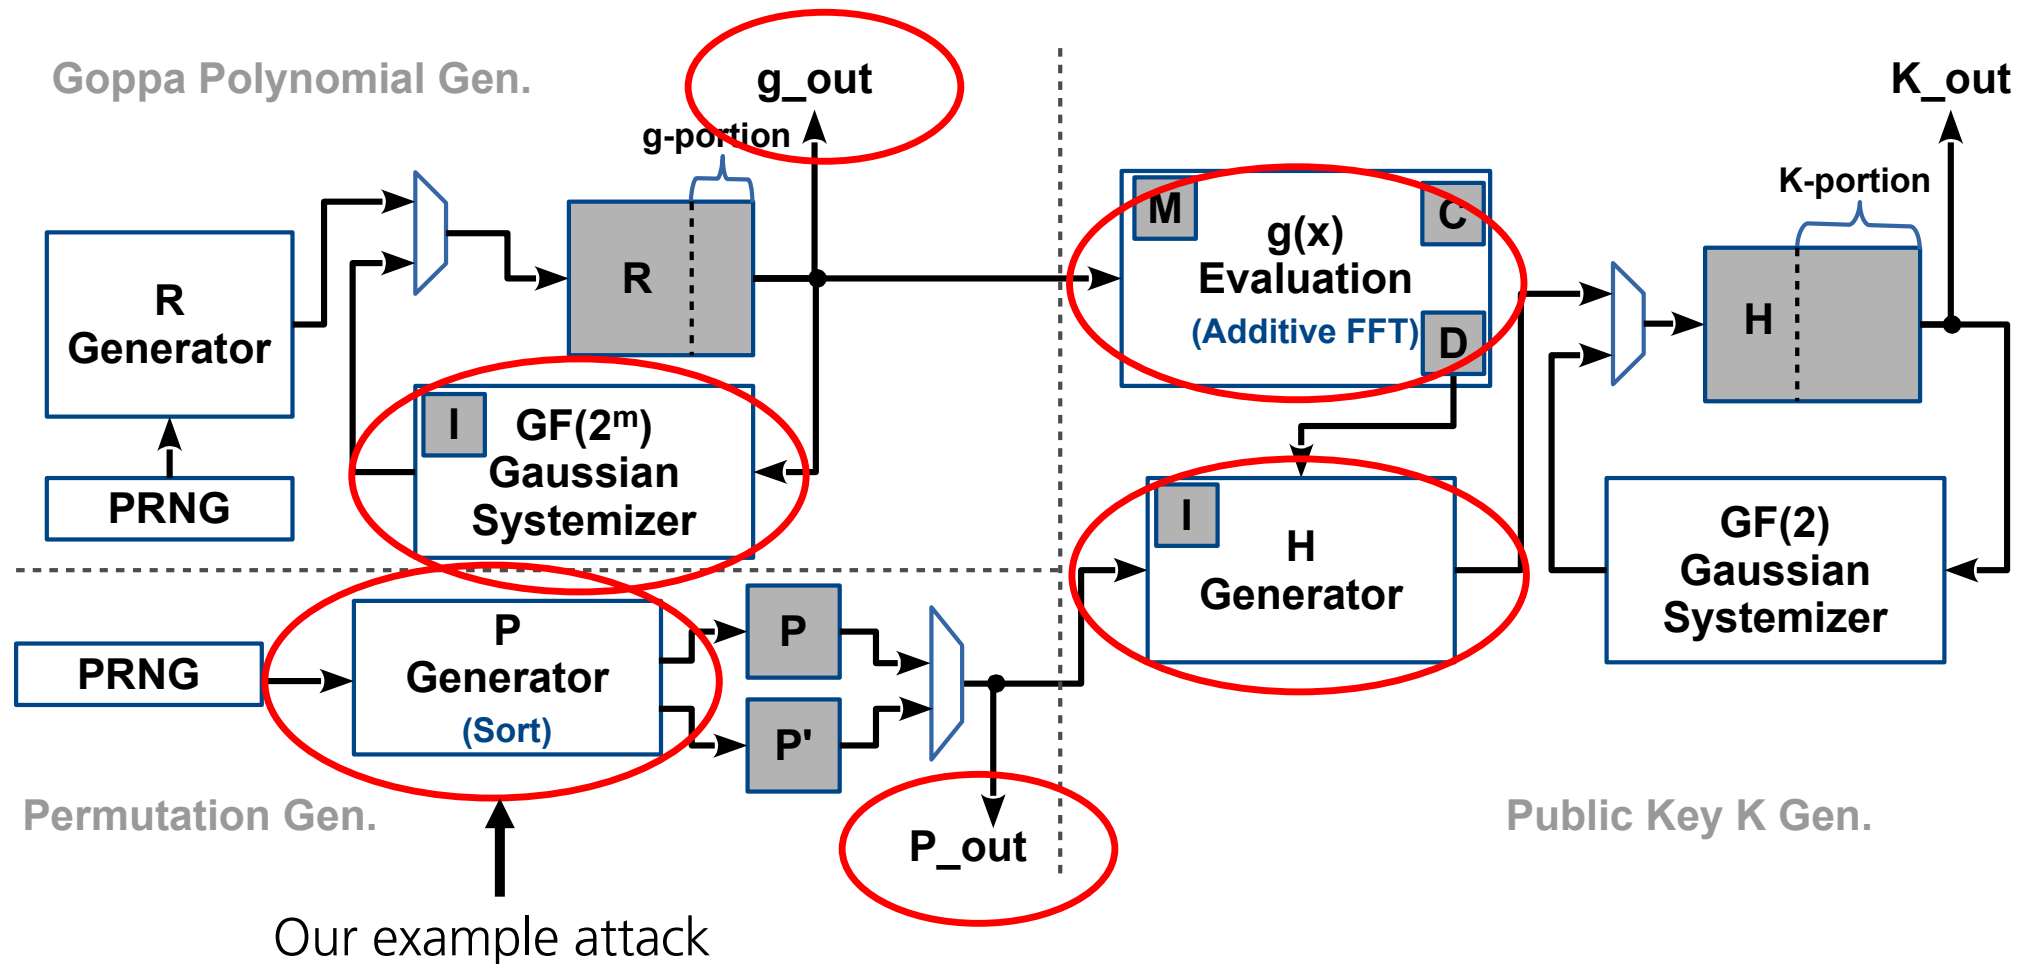 Goppa Polynomial Gen.
g_out
g-portion
R
Generator
PRNG
R
I
GF(2ᵐ)
Gaussian
Systemizer
PRNG
P
Generator
(Sort)
P
P'
P_out
Permutation Gen.
Our example attack
M
C
g(x)
Evaluation
(Additive FFT)
D
I
H
Generator
K_out
K-portion
H
GF(2)
Gaussian
Systemizer
Public Key K Gen.